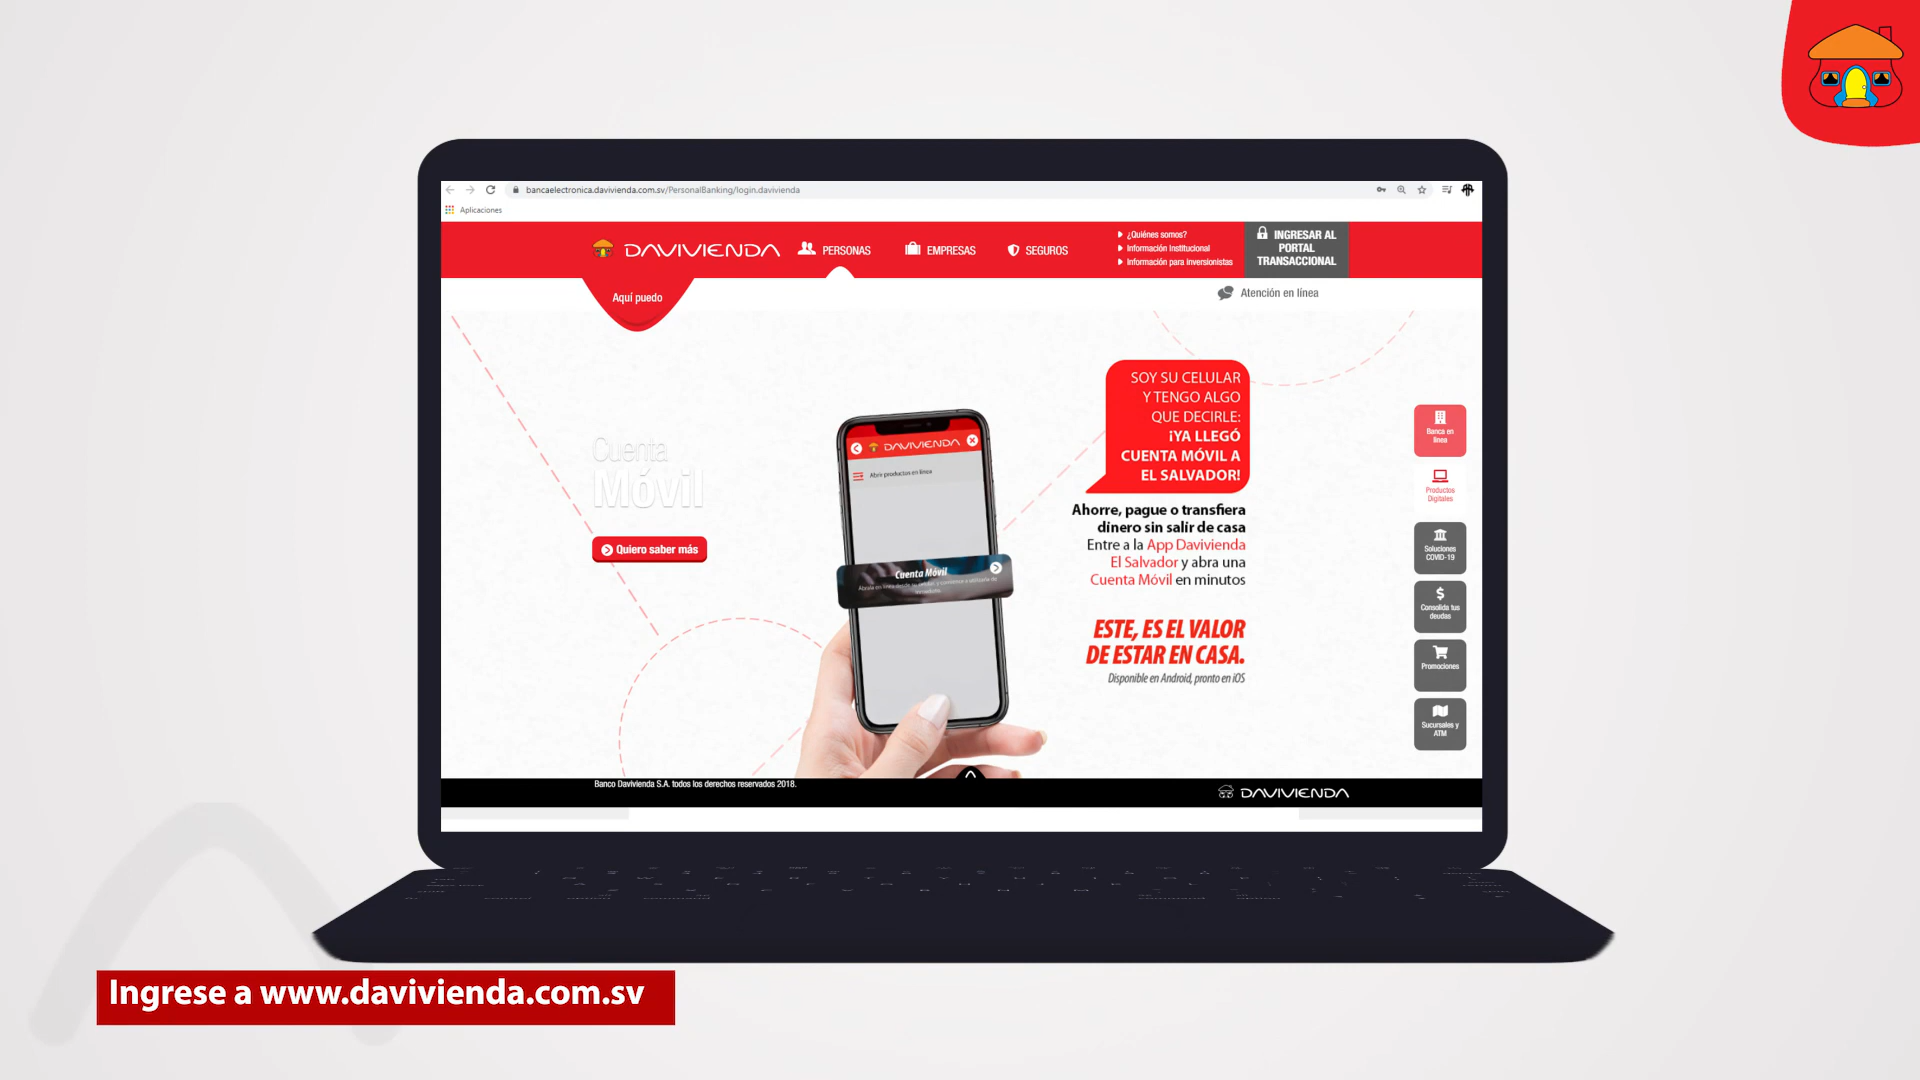 bancaelectronica.davivienda.com.sv/PersonalBanking/login.davivienda
Aplicaciones
DAVIVIENDA
PERSONAS
EMPRESAS
SEGUROS
¿Quiénes somos?
Información Institucional
Información para inversionistas
INGRESAR AL
PORTAL
TRANSACCIONAL
Aquí puedo
Atención en línea
Cuenta
Móvil
Quiero saber más
DAVIVIENDA
Abrir productos en línea
Cuenta Móvil
SOY SU CELULAR
Y TENGO ALGO
QUE DECIRLE:
¡YA LLEGÓ
CUENTA MÓVIL A
EL SALVADOR!
Ahorre, pague o transfiera
dinero sin salir de casa
Entre a la App Davivienda
El Salvador y abra una
Cuenta Móvil en minutos
ESTE, ES EL VALOR
DE ESTAR EN CASA.
Disponible en Android, pronto en iOS
Banca en
línea
Productos
Digitales
Soluciones
COVID-19
Consolida tus
deudas
Promociones
Sucursales y
ATM
Banco Davivienda S.A. todos los derechos reservados 2018.
DAVIVIENDA
Ingrese a www.davivienda.com.sv